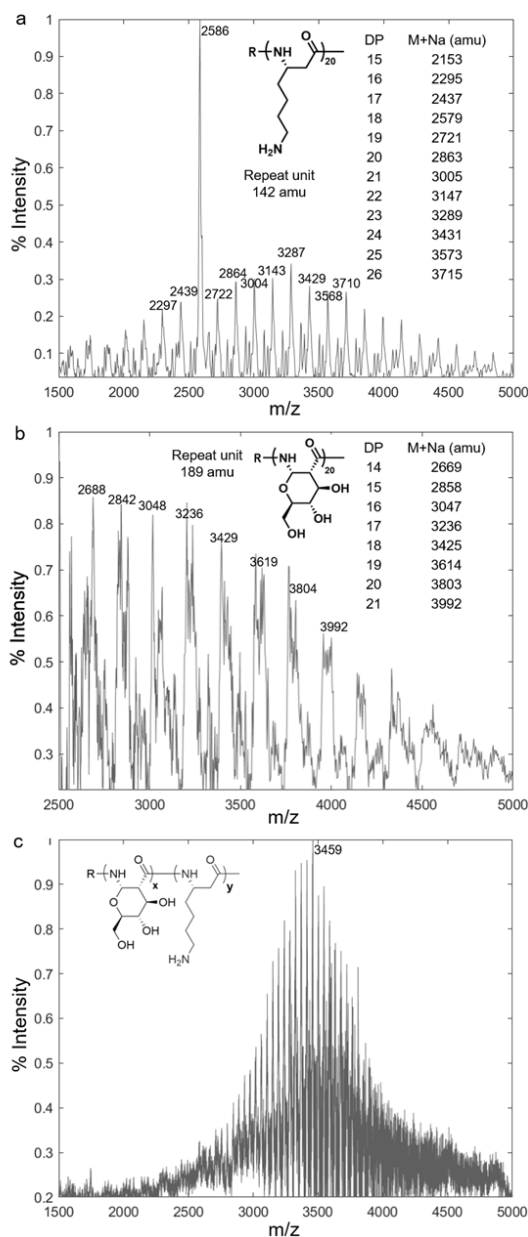 a
2586
R
NH
O
20
H₂N
Repeat unit
142 amu
DP M+Na (amu)
15 2153
16 2295
17 2437
18 2579
19 2721
20 2863
21 3005
22 3147
23 3289
24 3431
25 3573
26 3715
2297
2439
2722
2864
3004
3143
3287
3429
3568
3710
% Intensity
1
0.9
0.8
0.7
0.6
0.5
0.4
0.3
0.2
0.1
1500 2000 2500 3000 3500 4000 4500 5000
m/z
b
Repeat unit
189 amu
R
NH
O
20
O
OH
OH
HO
DP M+Na (amu)
14 2669
15 2858
16 3047
17 3236
18 3425
19 3614
20 3803
21 3992
2688
2842
3048
3236
3429
3619
3804
3992
% Intensity
0.9
0.8
0.7
0.6
0.5
0.4
0.3
2500 3000 3500 4000 4500 5000
m/z
c
3459
R
NH
O
x
NH
O
y
O
OH
OH
OH
H₂N
% Intensity
1
0.9
0.8
0.7
0.6
0.5
0.4
0.3
0.2
1500 2000 2500 3000 3500 4000 4500 5000
m/z